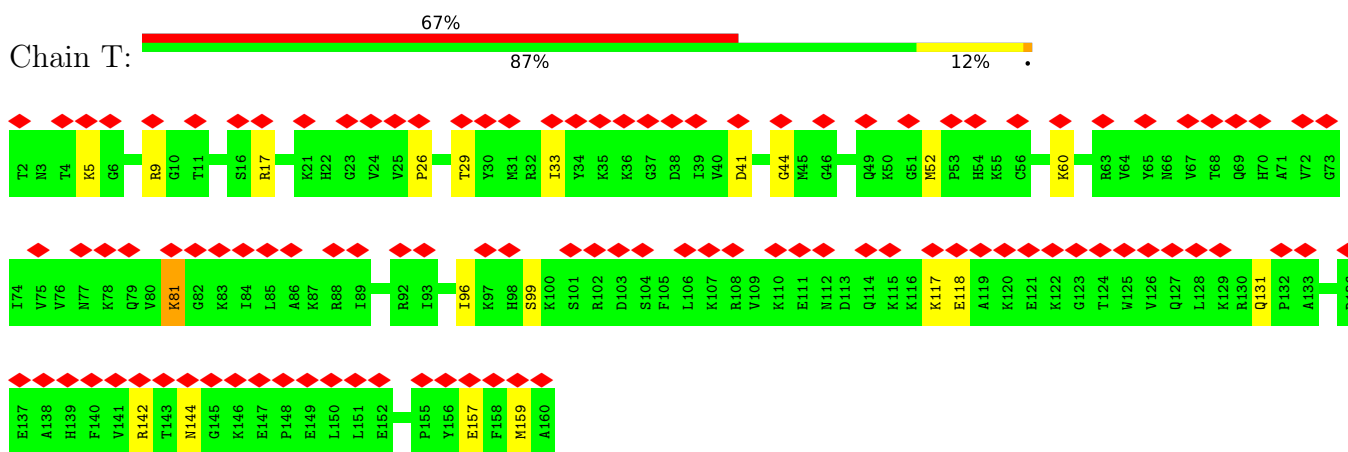 67%
Chain T:
87% 12% •
T2 N3 T4 K5 G6 R9 G10 T11 S16 R17 K21 H22 G23 V24 V25 P26 T29 Y30 M31 R32 I33 Y34 K35 K36 G37 D38 I39 V40 D41 G44 M45 G46 Q49 K50 G51 M52 P53 H54 K55 C56 K60 R63 V64 Y65 N66 V67 T68 Q69 H70 A71 V72 G73
I74 V75 V76 N77 K78 Q79 V80 K81 G82 K83 I84 L85 A86 K87 R88 I89 R92 I93 I96 K97 H98 S99 K100 S101 R102 D103 S104 F105 L106 K107 R108 V109 K110 E111 N112 D113 Q114 K115 K116 K117 E118 A119 K120 E121 K122 G123 T124 W125 V126 Q127 L128 K129 R130 Q131 P132 A133
E137 A138 H139 F140 V141 R142 T143 N144 G145 K146 E147 P148 E149 L150 L151 E152 P155 Y156 E157 F158 M159 A160